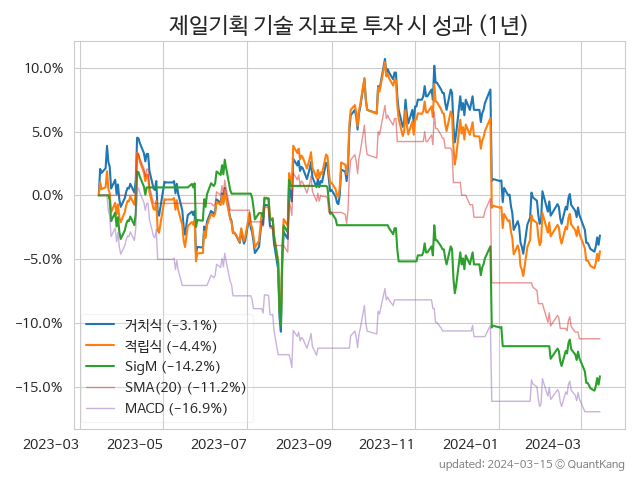 제일기획 기술 지표로 투자 시 성과 (1년)
10.0%
5.0%
0.0%
−5.0%
−10.0%
−15.0%
거치식 (−3.1%)
적립식 (−4.4%)
SigM (−14.2%)
SMA(20) (−11.2%)
MACD (−16.9%)
2023-03 2023-05 2023-07 2023-09 2023-11 2024-01 2024-03
updated: 2024-03-15 © QuantKang